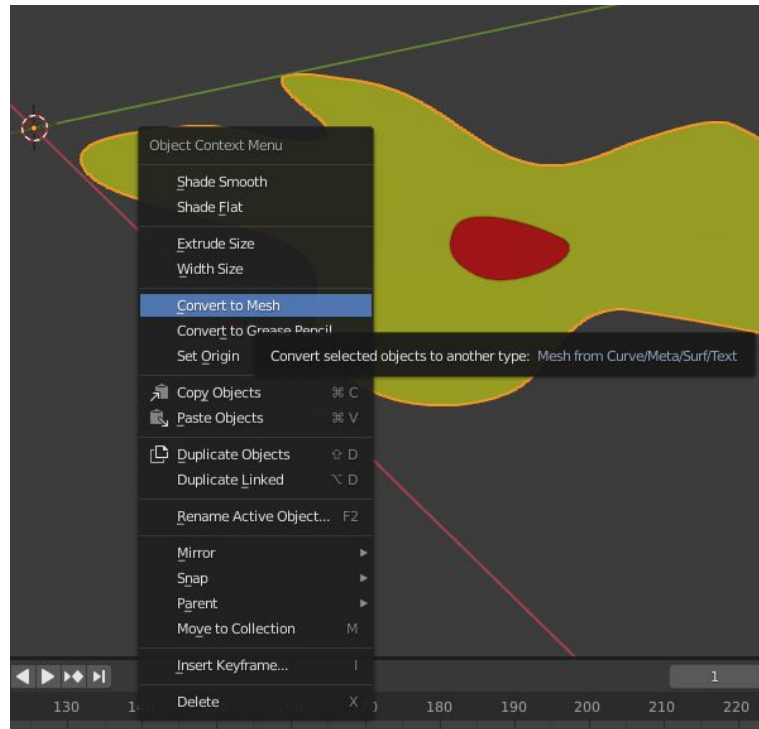 Object Context Menu
Shade Smooth
Shade Flat
Extrude Size
Width Size
Convert to Mesh
Convert to Grease Pencil
Set Origin
Convert selected objects to another type: Mesh from Curve/Meta/Surf/Text
Copy Objects ⌘ C
Paste Objects ⌘ V
Duplicate Objects ⇧ D
Duplicate Linked ⌥ D
Rename Active Object... F2
Mirror
Snap
Parent
Move to Collection M
Insert Keyframe... I
Delete X
1
130 180 190 200 210 220